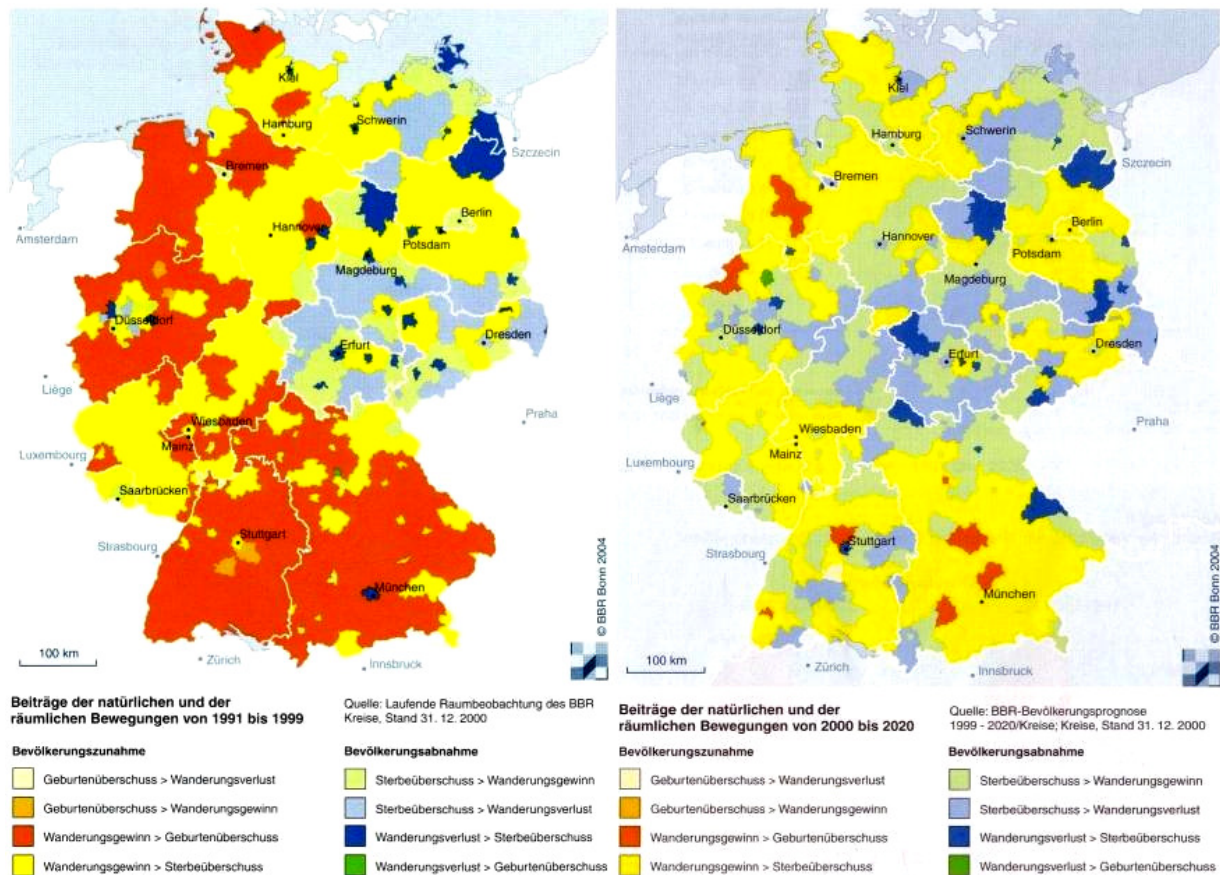 Kiel
Schwerin
Hamburg
Szczecin
Bremen
Berlin
Amsterdam
Hannover
Potsdam
Magdeburg
Düsseldorf
Erfurt
Dresden
Liège
Praha
Wiesbaden
Mainz
Luxembourg
Saarbrücken
Strasbourg
Stuttgart
München
© BBR Bonn 2004
100 km
Zürich
Innsbruck
Beiträge der natürlichen und der
räumlichen Bewegungen von 1991 bis 1999
Quelle: Laufende Raumbeobachtung des BBR
Kreise, Stand 31. 12. 2000
Bevölkerungszunahme
Geburtenüberschuss > Wanderungsverlust
Geburtenüberschuss > Wanderungsgewinn
Wanderungsgewinn > Geburtenüberschuss
Wanderungsgewinn > Sterbeüberschuss
Bevölkerungsabnahme
Sterbeüberschuss > Wanderungsgewinn
Sterbeüberschuss > Wanderungsverlust
Wanderungsverlust > Sterbeüberschuss
Wanderungsverlust > Geburtenüberschuss
Kiel
Schwerin
Hamburg
Szczecin
Bremen
Berlin
Amsterdam
Hannover
Potsdam
Magdeburg
Düsseldorf
Erfurt
Dresden
Liège
Praha
Wiesbaden
Mainz
Luxembourg
Saarbrücken
Strasbourg
Stuttgart
München
© BBR Bonn 2004
100 km
Zürich
Innsbruck
Beiträge der natürlichen und der
räumlichen Bewegungen von 2000 bis 2020
Quelle: BBR-Bevölkerungsprognose
1999 - 2020/Kreise; Kreise, Stand 31. 12. 2000
Bevölkerungszunahme
Geburtenüberschuss > Wanderungsverlust
Geburtenüberschuss > Wanderungsgewinn
Wanderungsgewinn > Geburtenüberschuss
Wanderungsgewinn > Sterbeüberschuss
Bevölkerungsabnahme
Sterbeüberschuss > Wanderungsgewinn
Sterbeüberschuss > Wanderungsverlust
Wanderungsverlust > Sterbeüberschuss
Wanderungsverlust > Geburtenüberschuss